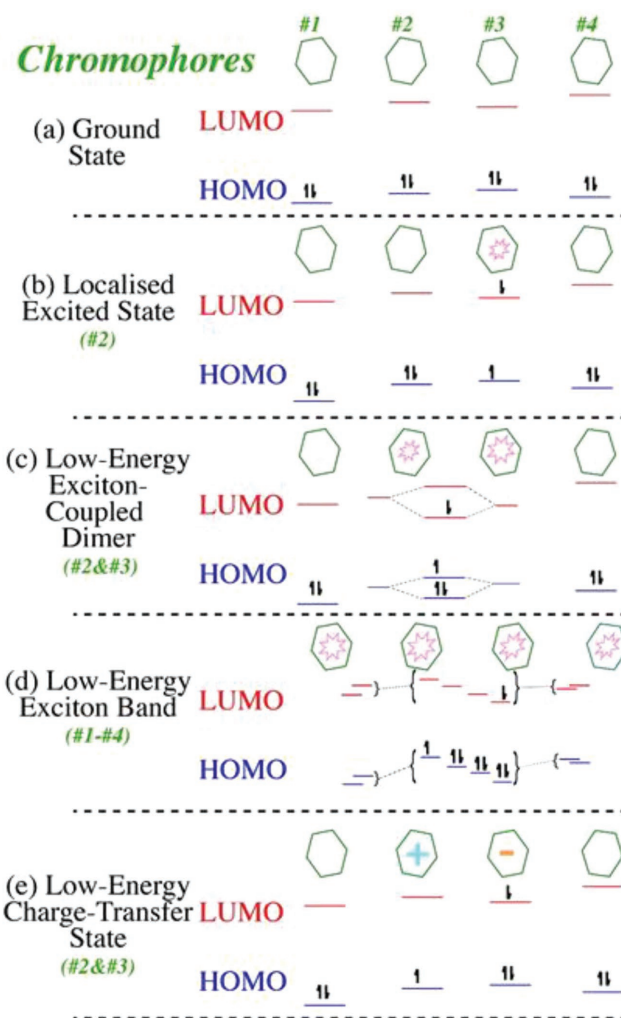 #1 #2 #3 #4
Chromophores
(a) Ground
State
LUMO
HOMO
(b) Localised
Excited State
(#2)
LUMO
HOMO
(c) Low-Energy
Exciton-
Coupled
Dimer
(#2&#3)
LUMO
HOMO
(d) Low-Energy
Exciton Band
(#1-#4)
LUMO
HOMO
(e) Low-Energy
Charge-Transfer
State
(#2&#3)
LUMO
HOMO
+ -